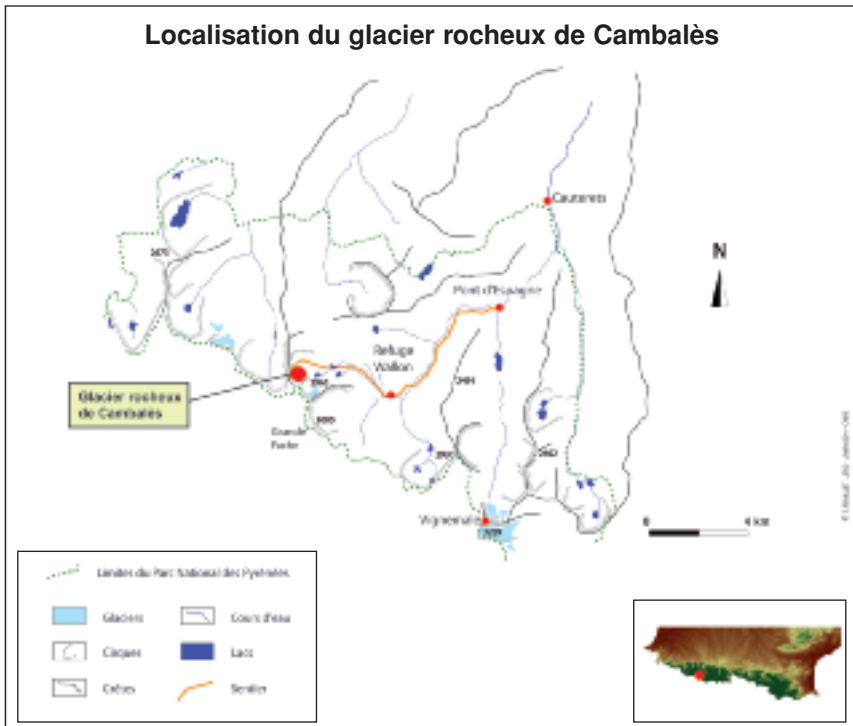 Localisation du glacier rocheux de Cambalès
Cauterets
N
Pont d'Espagne
Refuge
Wallon
Glacier rocheux
de Cambalès
Grande
Fache
Vignemale
0 4 km
Limites du Parc National des Pyrénées
Glaciers
Cours d'eau
Cirques
Lacs
Crêtes
Sentier